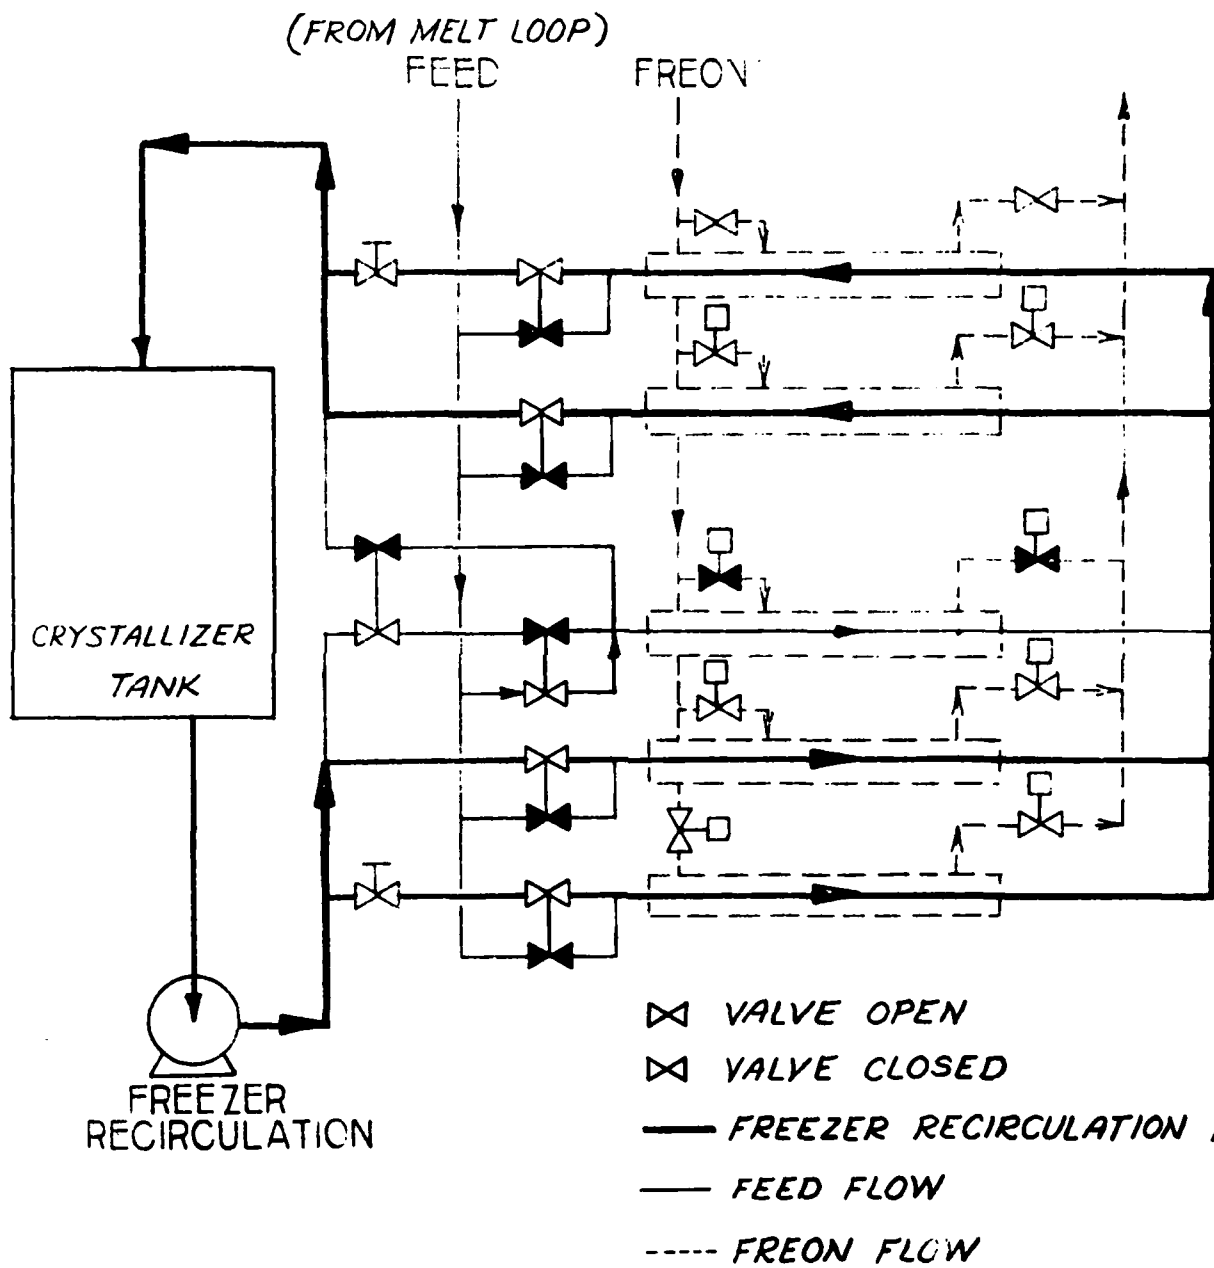 (FROM MELT LOOP)
FEED
FREON
CRYSTALLIZER
TANK
FREEZER
RECIRCULATION
VALVE OPEN
VALVE CLOSED
FREEZER RECIRCULATION
FEED FLOW
FREON FLOW